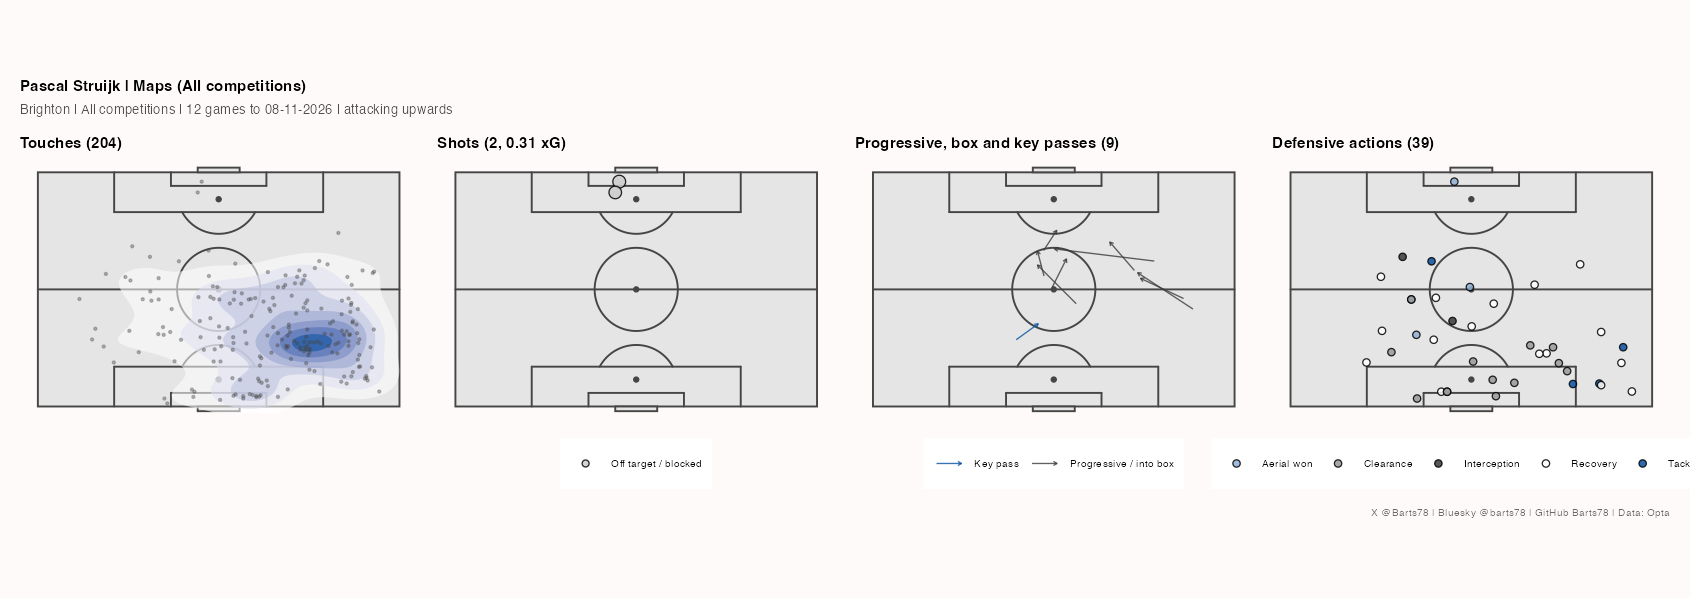 Pascal Struijk | Maps (All competitions)
Brighton | All competitions | 12 games to 08-11-2026 | attacking upwards
Touches (204)
Shots (2, 0.31 xG)
Progressive, box and key passes (9)
Defensive actions (39)
Off target / blocked
Key pass
Progressive / into box
Aerial won
Clearance
Interception
Recovery
Tack
X @Barts78 | Bluesky @barts78 | GitHub Barts78 | Data: Opta